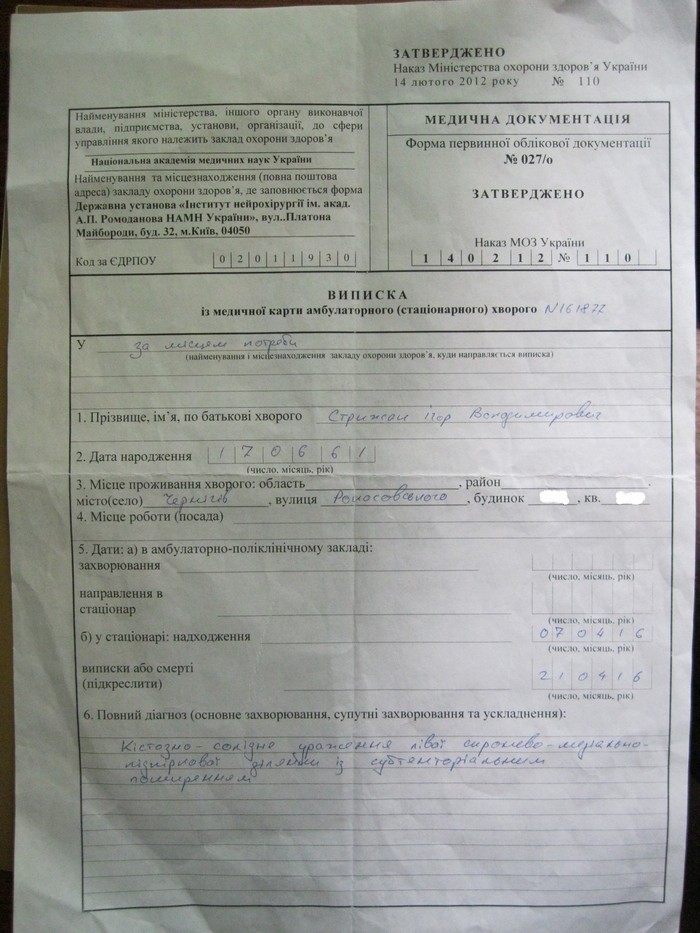 ЗАТВЕРДЖЕНО
Наказ Міністерства охорони здоров'я України
14 лютого 2012 року № 110
Найменування міністерства, іншого органу виконавчої
влади, підприємства, установи, організації, до сфери
управління якого належить заклад охорони здоров'я
Національна академія медичних наук України
Найменування та місцезнаходження (повна поштова
адреса) закладу охорони здоров'я, де заповнюється форма
Державна установа «Інститут нейрохірургії ім. акад.
А.П. Ромоданова НАМН України», вул..Платона
Майбороди, буд. 32, м.Київ, 04050
Код за ЄДРПОУ 0 2 0 1 1 9 3 0
МЕДИЧНА ДОКУМЕНТАЦІЯ
Форма первинної облікової документації
№ 027/о
ЗАТВЕРДЖЕНО
Наказ МОЗ України
1 4 0 2 1 2 № 1 1 0
ВИПИСКА
із медичної карти амбулаторного (стаціонарного) хворого N161872
У за місцем потреби
(найменування і місцезнаходження закладу охорони здоров'я, куди направляється виписка)
1. Прізвище, ім'я, по батькові хворого Ігор Володимирович
2. Дата народження 1 7 0 6 6 1
(число, місяць, рік)
3. Місце проживання хворого: область , район
місто(село) Чернігів , вулиця Рокосовського , будинок , кв.
4. Місце роботи (посада)
5. Дати: а) в амбулаторно-поліклінічному закладі:
захворювання
(число, місяць, рік)
направлення в
стаціонар
(число, місяць, рік)
б) у стаціонарі: надходження 0 7 0 4 1 6
(число, місяць, рік)
виписки або смерті
(підкреслити) 2 1 0 4 1 6
(число, місяць, рік)
6. Повний діагноз (основне захворювання, супутні захворювання та ускладнення):
Кістозно-солідне ураження лівої скронево-медіально-
підчіркової ділянки із субтенторіальним
поширенням